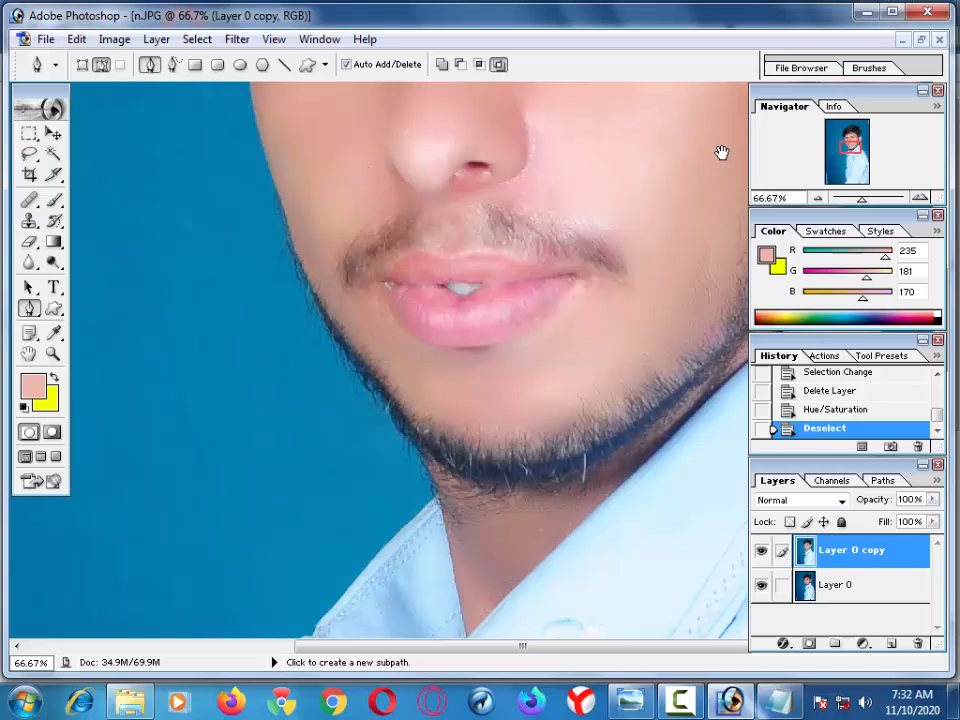 Adobe Photoshop - [n.JPG @ 66.7% (Layer 0 copy, RGB)]
File Edit Image Layer Select Filter View Window Help
Auto Add/Delete
File Browser Brushes
Navigator Info
66.67%
Color Swatches Styles
R 235
G 181
B 170
History Actions Tool Presets
Selection Change
Delete Layer
Hue/Saturation
Deselect
Layers Channels Paths
Normal Opacity: 100%
Lock: Fill: 100%
Layer 0 copy
Layer 0
66.67% Doc: 34.9M/69.9M Click to create a new subpath.
7:32 AM
11/10/2020